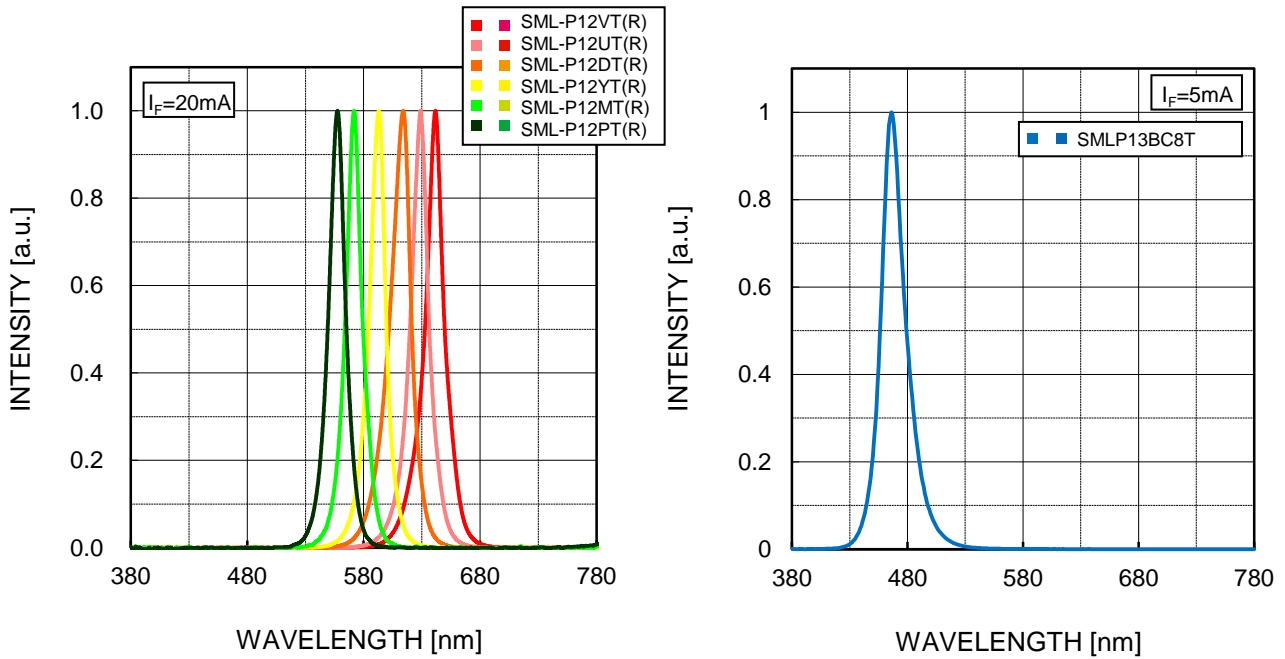 SML-P12VT(R)
SML-P12UT(R)
SML-P12DT(R)
SML-P12YT(R)
SML-P12MT(R)
SML-P12PT(R)
IF=20mA
INTENSITY [a.u.]
1.0
0.8
0.6
0.4
0.2
0.0
380 480 580 680 780
WAVELENGTH [nm]
IF=5mA
SMLP13BC8T
INTENSITY [a.u.]
1
0.8
0.6
0.4
0.2
0
380 480 580 680 780
WAVELENGTH [nm]